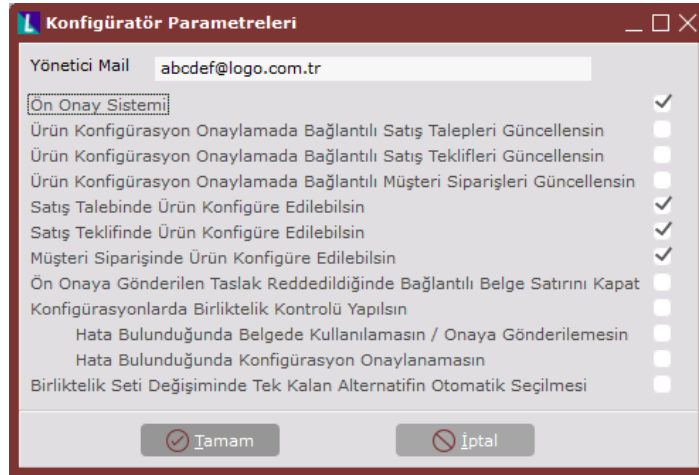 Konfigüratör Parametreleri
Yönetici Mail abcdef@logo.com.tr
Ön Onay Sistemi
Ürün Konfigürasyon Onaylamada Bağlantılı Satış Talepleri Güncellensin
Ürün Konfigürasyon Onaylamada Bağlantılı Satış Teklifleri Güncellensin
Ürün Konfigürasyon Onaylamada Bağlantılı Müşteri Siparişleri Güncellensin
Satış Talebinde Ürün Konfigüre Edilebilsin
Satış Teklifinde Ürün Konfigüre Edilebilsin
Müşteri Siparişinde Ürün Konfigüre Edilebilsin
Ön Onaya Gönderilen Taslak Reddedildiğinde Bağlantılı Belge Satırını Kapat
Konfigürasyonlarda Birliktelik Kontrolü Yapılsın
Hata Bulunduğunda Belgede Kullanılamasın / Onaya Gönderilemesin
Hata Bulunduğunda Konfigürasyon Onaylanamasın
Birliktelik Seti Değişiminde Tek Kalan Alternatifin Otomatik Seçilmesi
Tamam İptal